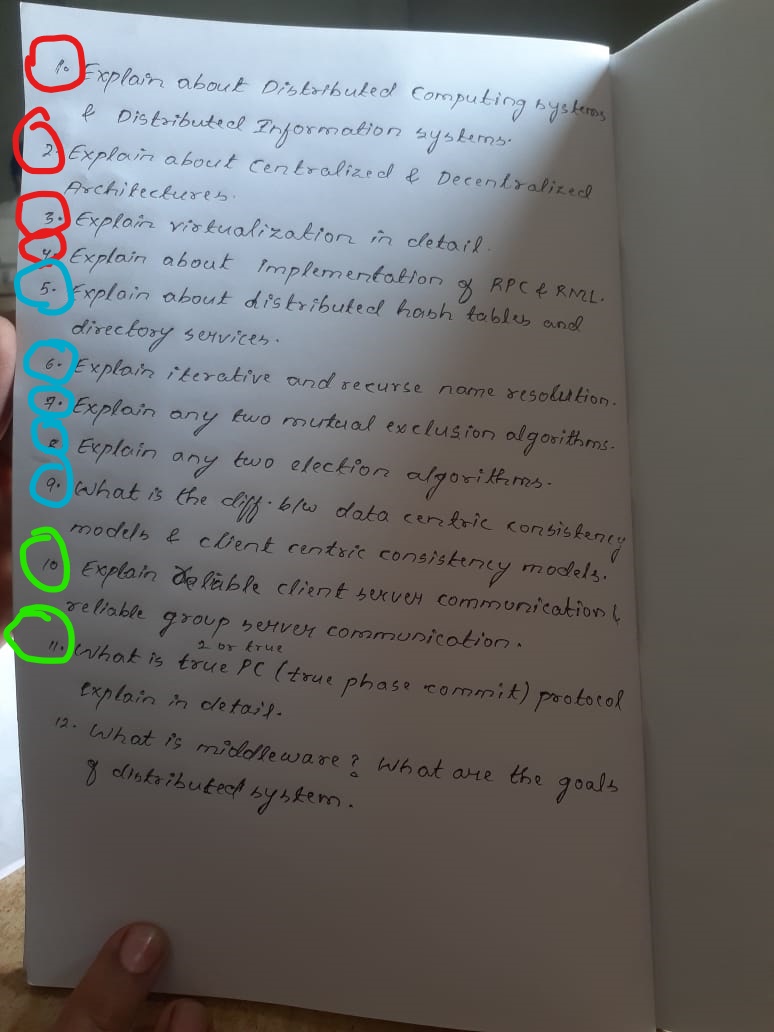 1. Explain about Distributed Computing systems
& Distributed Information systems.
2. Explain about Centralized & Decentralized
Architectures.
3. Explain virtualization in detail.
4. Explain about implementation of RPC & RMI.
5. Explain about distributed hash tables and
directory services.
6. Explain iterative and recurse name resolution.
7. Explain any two mutual exclusion algorithms.
8 Explain any two election algorithms.
9. What is the diff. b/w data centric consistency
models & client centric consistency models.
10 Explain Reliable client server communication &
reliable group server communication.
2 or true
11. What is true PC (true phase commit) protocol
explain in detail.
12. What is middleware? What are the goals
of distributed system.